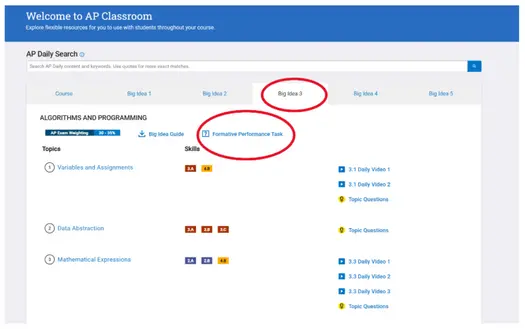 Welcome to AP Classroom
Explore flexible resources for you to use with students throughout your course.
AP Daily Search
Search AP Daily content and keywords. Use quotes for more exact matches.
Course Big Idea 1 Big Idea 2 Big Idea 3 Big Idea 4 Big Idea 5
ALGORITHMS AND PROGRAMMING
AP Exam Weighting 30 - 35% Big Idea Guide Formative Performance Task
Topics Skills
1 Variables and Assignments 3.A 4.B 3.1 Daily Video 1
3.1 Daily Video 2
Topic Questions
2 Data Abstraction 3.A 3.B 3.C Topic Questions
3 Mathematical Expressions 2.A 2.B 4.B 3.3 Daily Video 1
3.3 Daily Video 2
3.3 Daily Video 3
Topic Questions